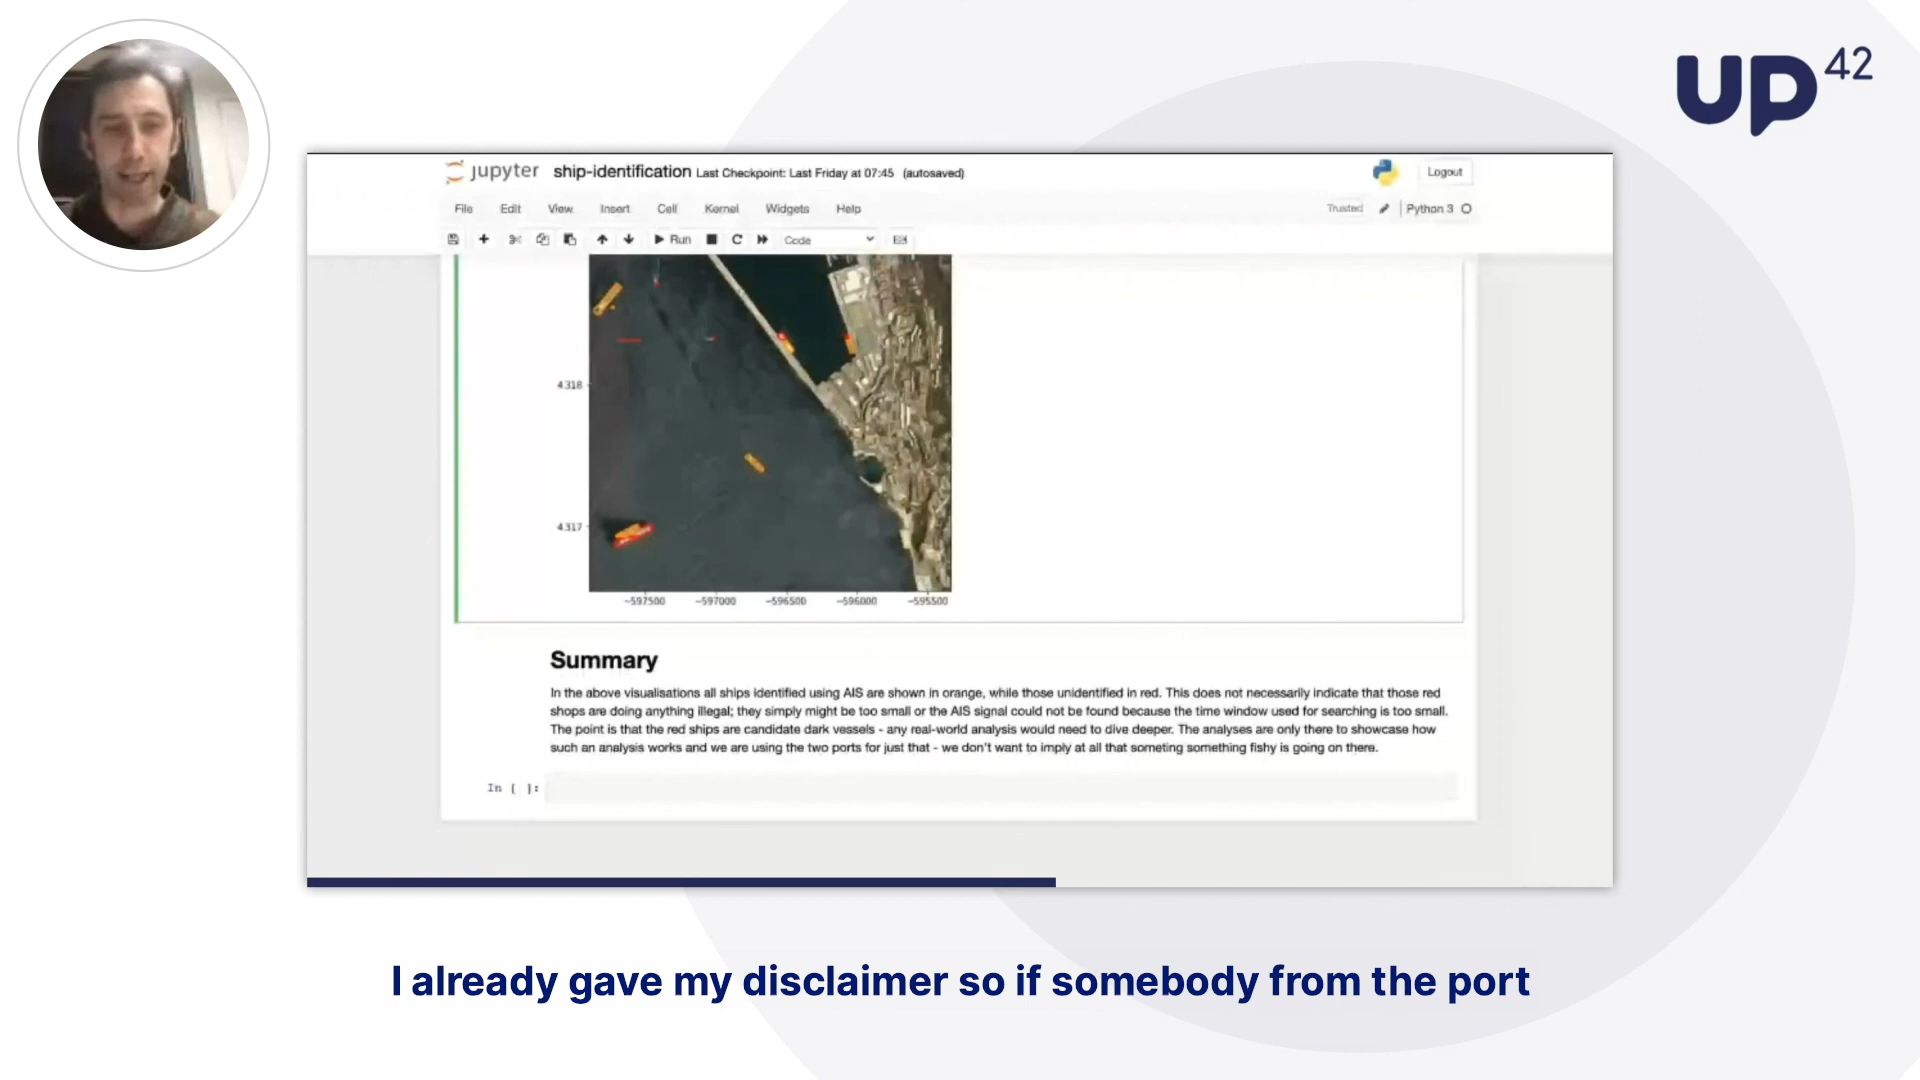 UP42
jupyter ship-identification Last Checkpoint: Last Friday at 07:45 (autosaved)
Logout
File Edit View Insert Cell Kernel Widgets Help
Trusted Python 3
Run Code
4.318
4.317
−597500 −597000 −596500 −596000 −595500
Summary
In the above visualisations all ships identified using AIS are shown in orange, while those unidentified in red. This does not necessarily indicate that those red
shops are doing anything illegal; they simply might be too small or the AIS signal could not be found because the time window used for searching is too small.
The point is that the red ships are candidate dark vessels - any real-world analysis would need to dive deeper. The analyses are only there to showcase how
such an analysis works and we are using the two ports for just that - we don't want to imply at all that someting something fishy is going on there.
In [ ]:
I already gave my disclaimer so if somebody from the port